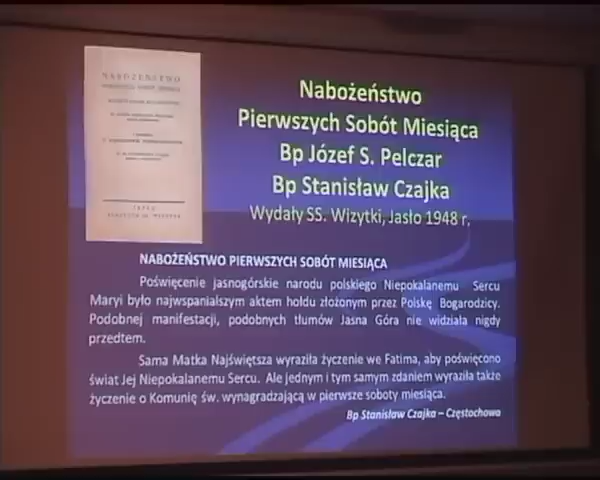 NABOŻEŃSTWO
Nabożeństwo
Pierwszych Sobót Miesiąca
Bp Józef S. Pelczar
Bp Stanisław Czajka
Wydały SS. Wizytki, Jasło 1948 r.
NABOŻEŃSTWO PIERWSZYCH SOBÓT MIESIĄCA
Poświęcenie jasnogórskie narodu polskiego Niepokalanemu Sercu
Maryi było najwspanialszym aktem hołdu złożonym przez Polskę Bogarodzicy.
Podobnej manifestacji, podobnych tłumów Jasna Góra nie widziała nigdy
przedtem.
Sama Matka Najświętsza wyraziła życzenie we Fatima, aby poświęcono
świat Jej Niepokalanemu Sercu. Ale jednym i tym samym zdaniem wyraziła także
życzenie o Komunię św. wynagradzającą w pierwsze soboty miesiąca.
Bp Stanisław Czajka – Częstochowa